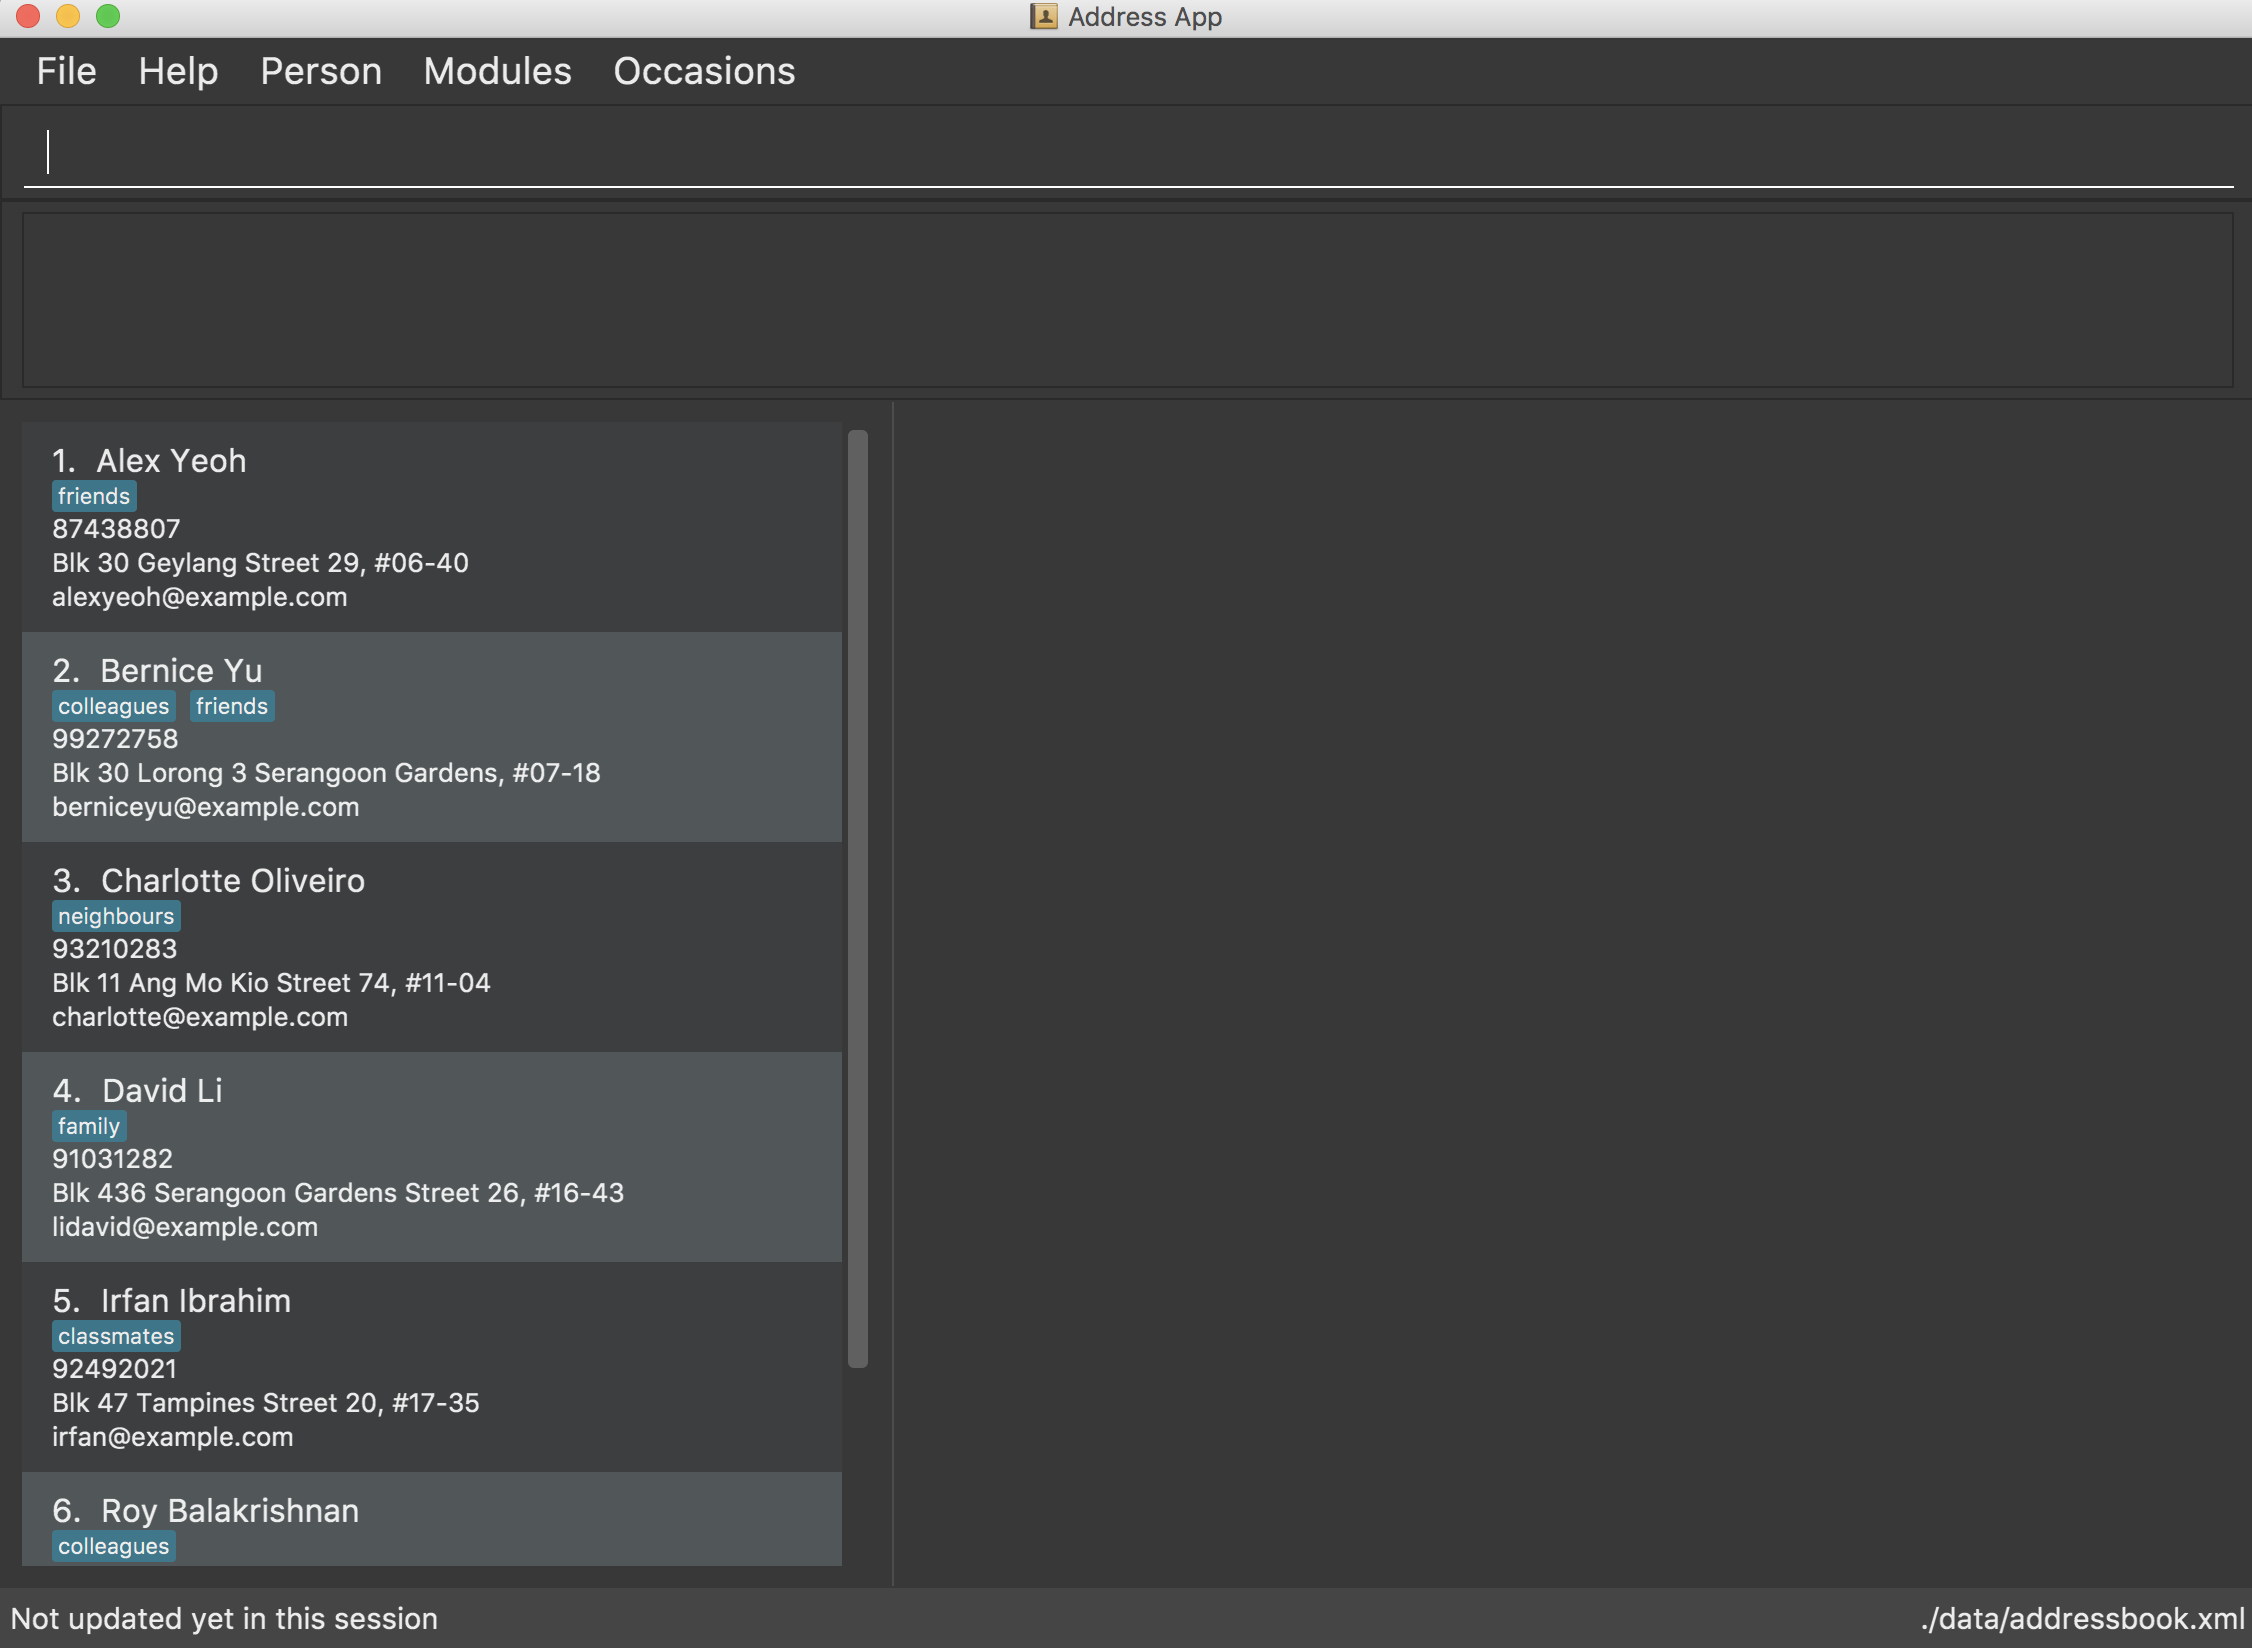 Address App
File Help Person Modules Occasions
1. Alex Yeoh
friends
87438807
Blk 30 Geylang Street 29, #06-40
alexyeoh@example.com
2. Bernice Yu
colleagues friends
99272758
Blk 30 Lorong 3 Serangoon Gardens, #07-18
berniceyu@example.com
3. Charlotte Oliveiro
neighbours
93210283
Blk 11 Ang Mo Kio Street 74, #11-04
charlotte@example.com
4. David Li
family
91031282
Blk 436 Serangoon Gardens Street 26, #16-43
lidavid@example.com
5. Irfan Ibrahim
classmates
92492021
Blk 47 Tampines Street 20, #17-35
irfan@example.com
6. Roy Balakrishnan
colleagues
Not updated yet in this session ./data/addressbook.xml